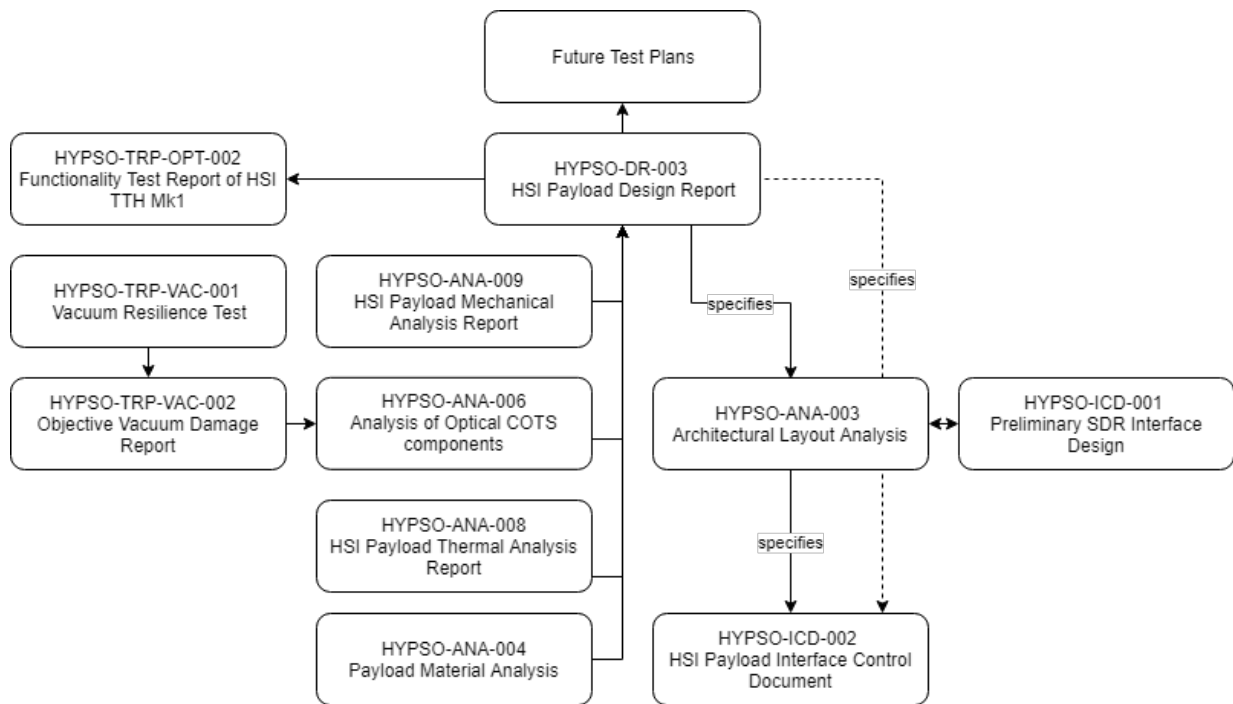 Future Test Plans
HYPSO-TRP-OPT-002
Functionality Test Report of HSI
TTH Mk1
HYPSO-DR-003
HSI Payload Design Report
HYPSO-TRP-VAC-001
Vacuum Resilience Test
HYPSO-ANA-009
HSI Payload Mechanical
Analysis Report
specifies
specifies
HYPSO-TRP-VAC-002
Objective Vacuum Damage
Report
HYPSO-ANA-006
Analysis of Optical COTS
components
HYPSO-ANA-003
Architectural Layout Analysis
HYPSO-ICD-001
Preliminary SDR Interface
Design
HYPSO-ANA-008
HSI Payload Thermal Analysis
Report
specifies
HYPSO-ANA-004
Payload Material Analysis
HYPSO-ICD-002
HSI Payload Interface Control
Document